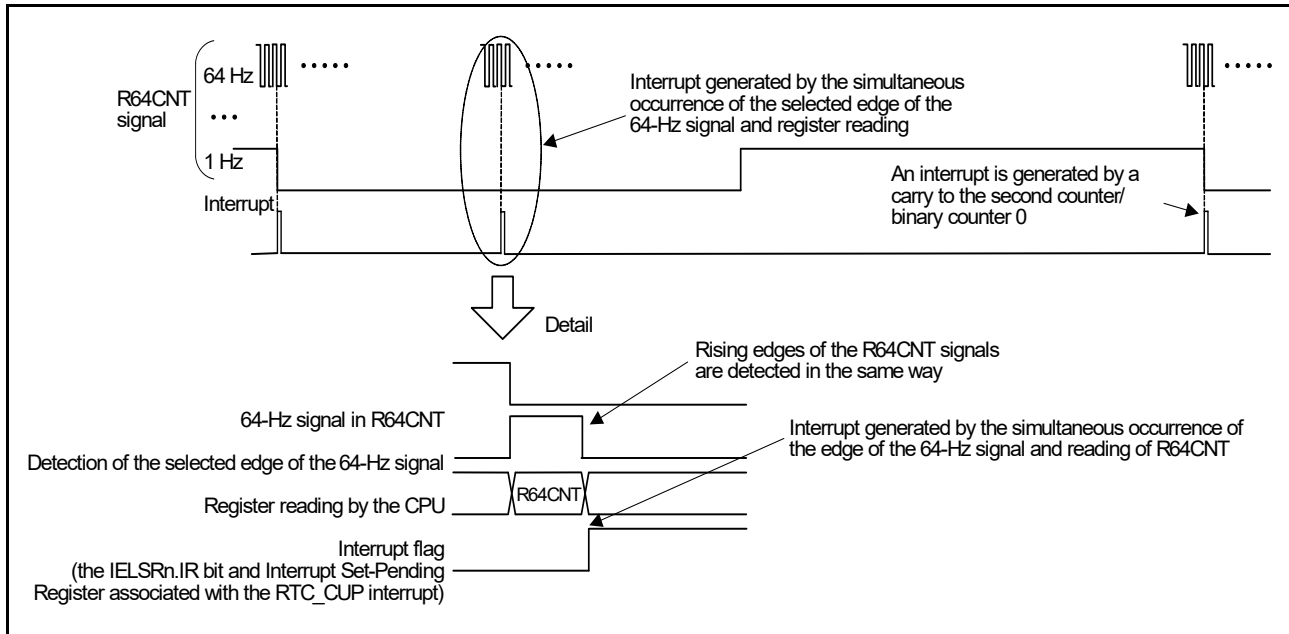 64 Hz
R64CNT
signal
1 Hz
Interrupt
Interrupt generated by the simultaneous
occurrence of the selected edge of the
64-Hz signal and register reading
An interrupt is generated by a
carry to the second counter/
binary counter 0
Detail
Rising edges of the R64CNT signals
are detected in the same way
64-Hz signal in R64CNT
Interrupt generated by the simultaneous occurrence of
the edge of the 64-Hz signal and reading of R64CNT
Detection of the selected edge of the 64-Hz signal
R64CNT
Register reading by the CPU
Interrupt flag
(the IELSRn.IR bit and Interrupt Set-Pending
Register associated with the RTC_CUP interrupt)